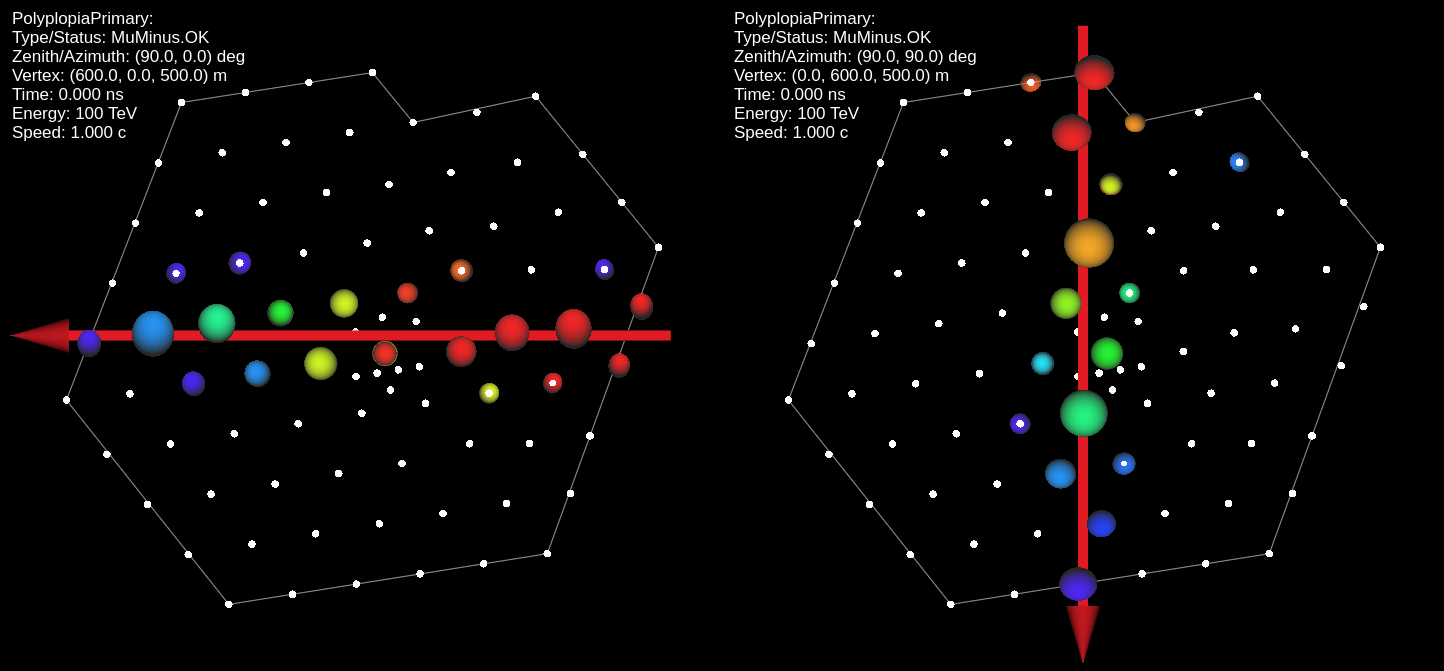 PolyplopiaPrimary:
Type/Status: MuMinus.OK
Zenith/Azimuth: (90.0, 0.0) deg
Vertex: (600.0, 0.0, 500.0) m
Time: 0.000 ns
Energy: 100 TeV
Speed: 1.000 c
PolyplopiaPrimary:
Type/Status: MuMinus.OK
Zenith/Azimuth: (90.0, 90.0) deg
Vertex: (0.0, 600.0, 500.0) m
Time: 0.000 ns
Energy: 100 TeV
Speed: 1.000 c